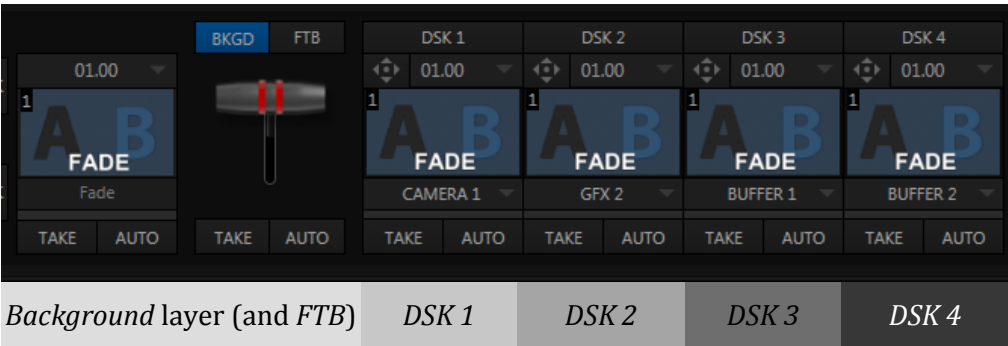 BKGD FTB DSK 1 DSK 2 DSK 3 DSK 4
01.00 01.00 01.00 01.00 01.00
1 A B FADE 1 A B FADE 1 A B FADE 1 A B FADE 1 A B FADE
Fade CAMERA 1 GFX 2 BUFFER 1 BUFFER 2
TAKE AUTO TAKE AUTO TAKE AUTO TAKE AUTO TAKE AUTO TAKE AUTO
Background layer (and FTB) DSK 1 DSK 2 DSK 3 DSK 4